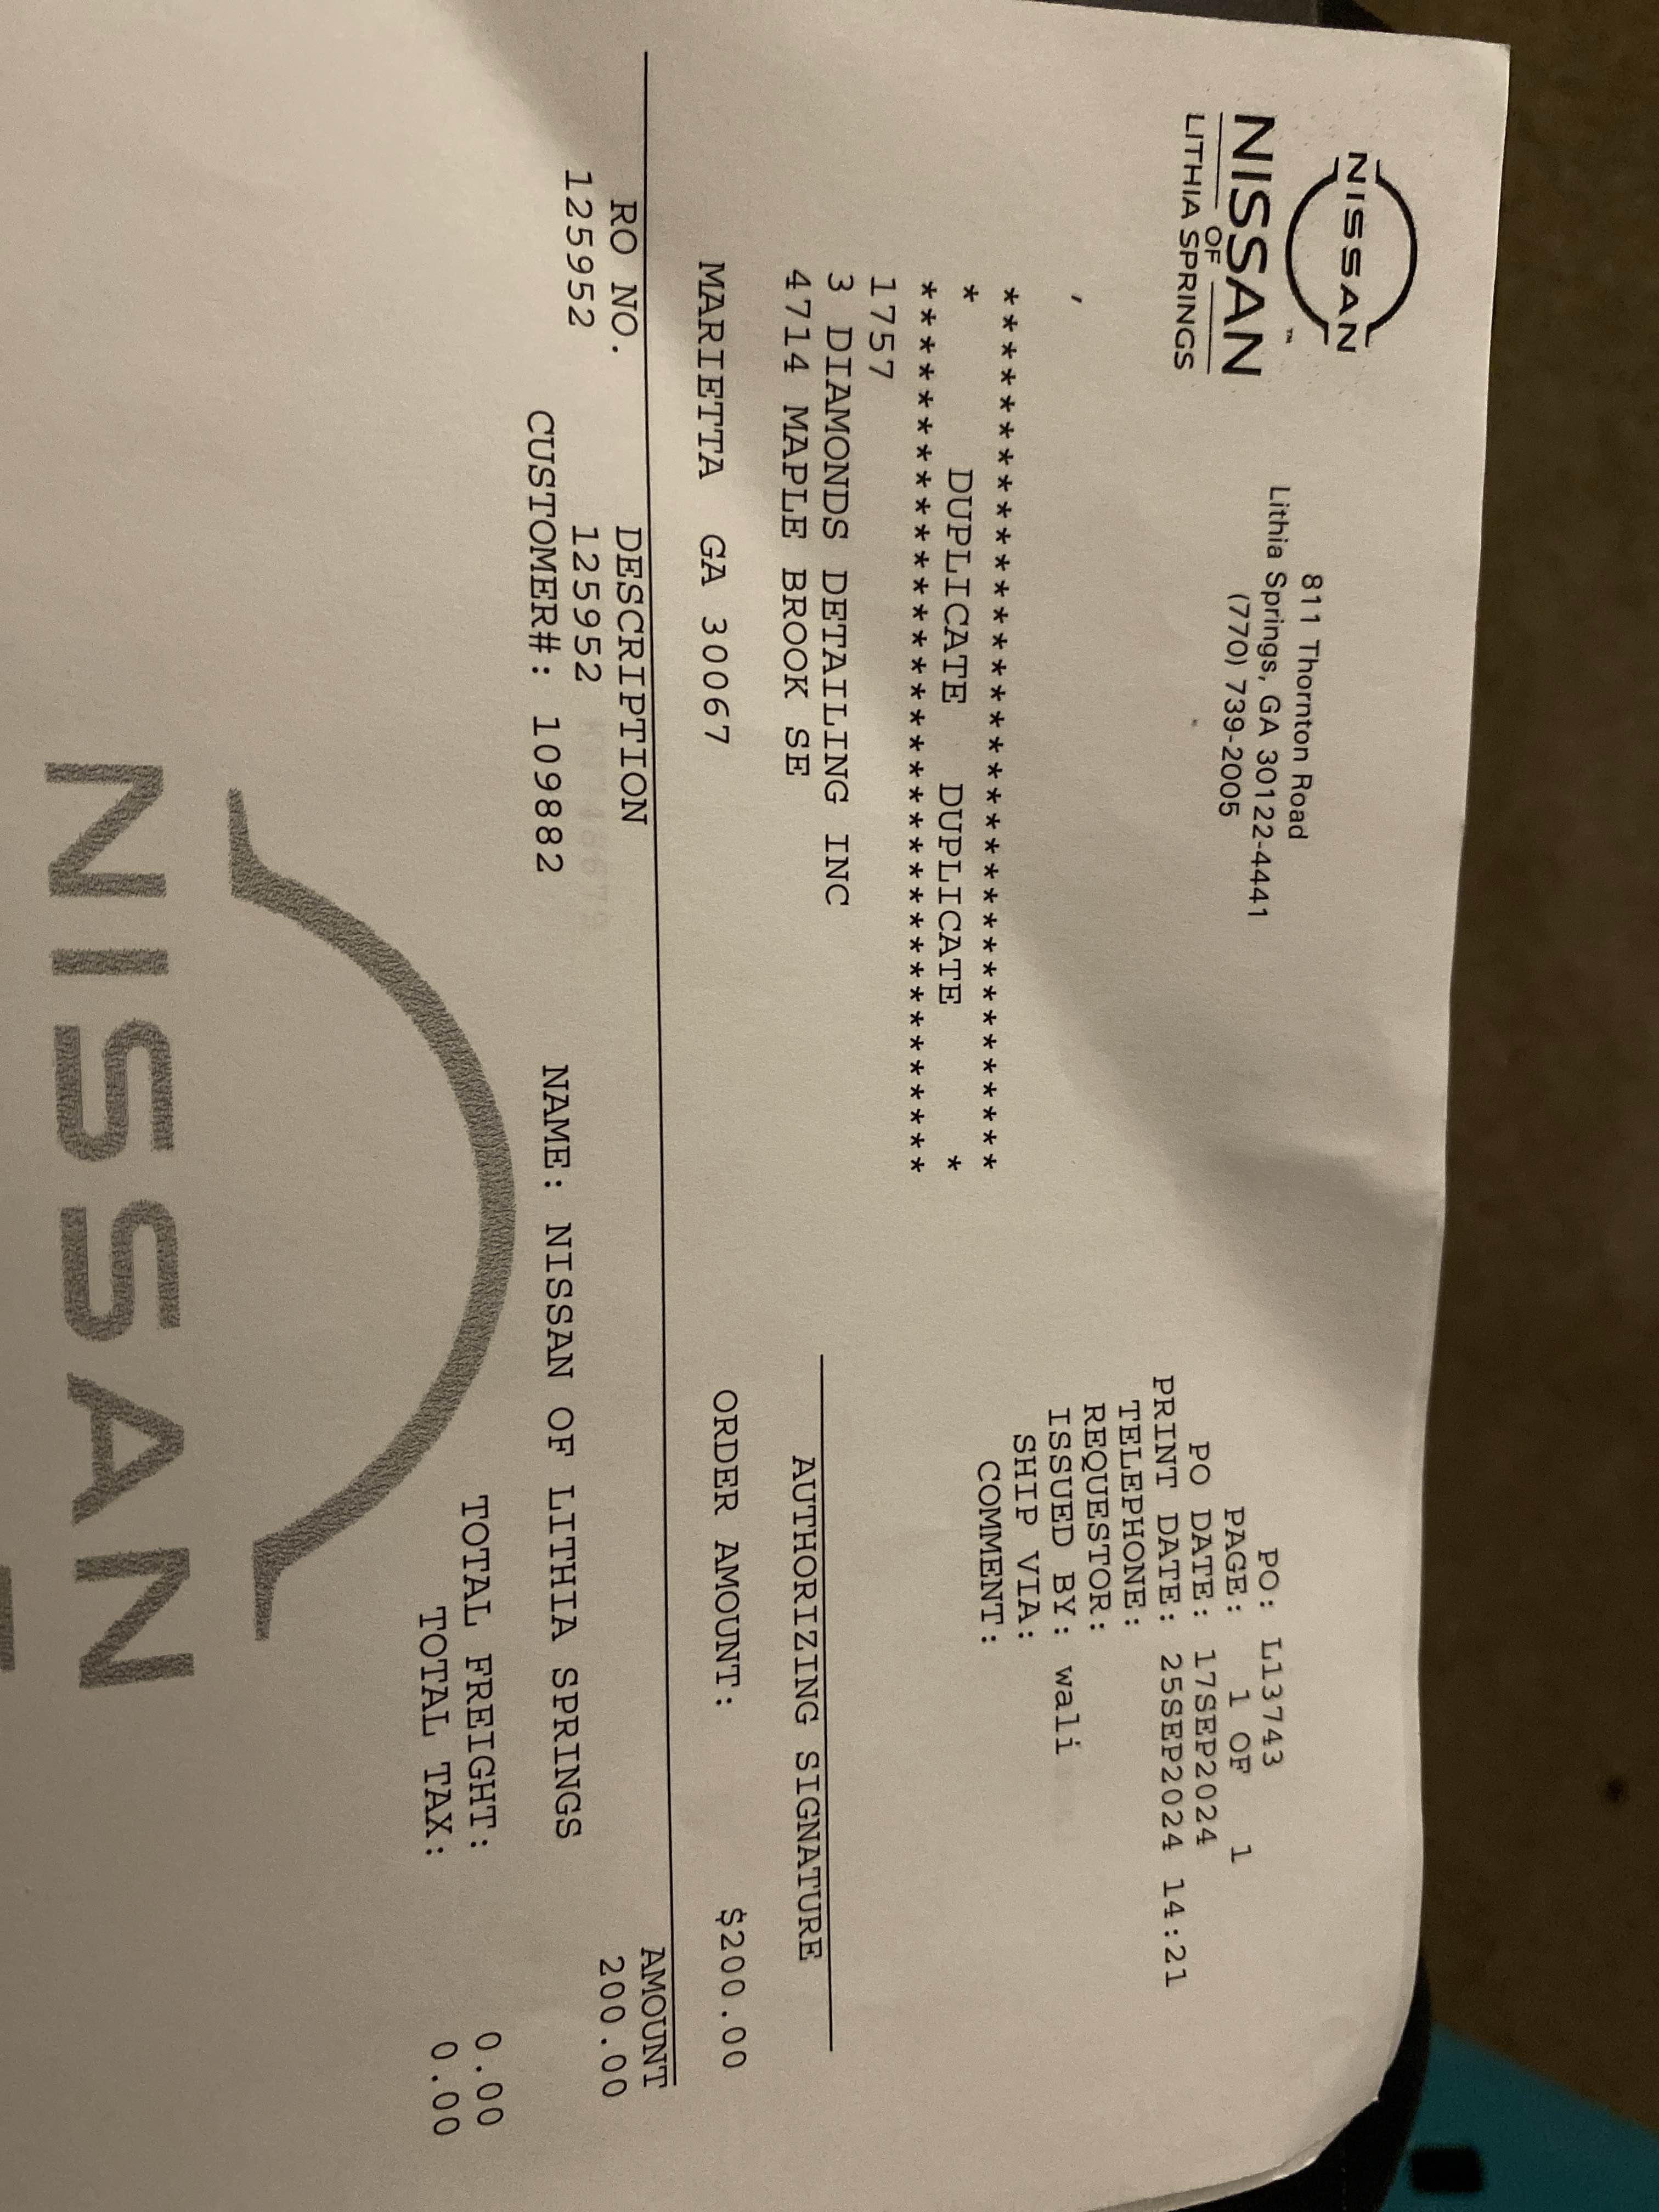 NISSAN
NISSAN
OF
LITHIA SPRINGS
811 Thornton Road
Lithia Springs, GA 30122-4441
(770) 739-2005
PO: L13743
PAGE: 1 OF 1
PO DATE: 17SEP2024
PRINT DATE: 25SEP2024 14:21
TELEPHONE:
REQUESTOR:
ISSUED BY: wali
SHIP VIA:
COMMENT:
,
**********************************
* DUPLICATE DUPLICATE *
**********************************
1757
3 DIAMONDS DETAILING INC
4714 MAPLE BROOK SE
MARIETTA GA 30067
AUTHORIZING SIGNATURE
ORDER AMOUNT: $200.00
RO NO. DESCRIPTION AMOUNT
125952 125952 200.00
CUSTOMER#: 109882 NAME: NISSAN OF LITHIA SPRINGS
TOTAL FREIGHT: 0.00
TOTAL TAX: 0.00
NISSAN